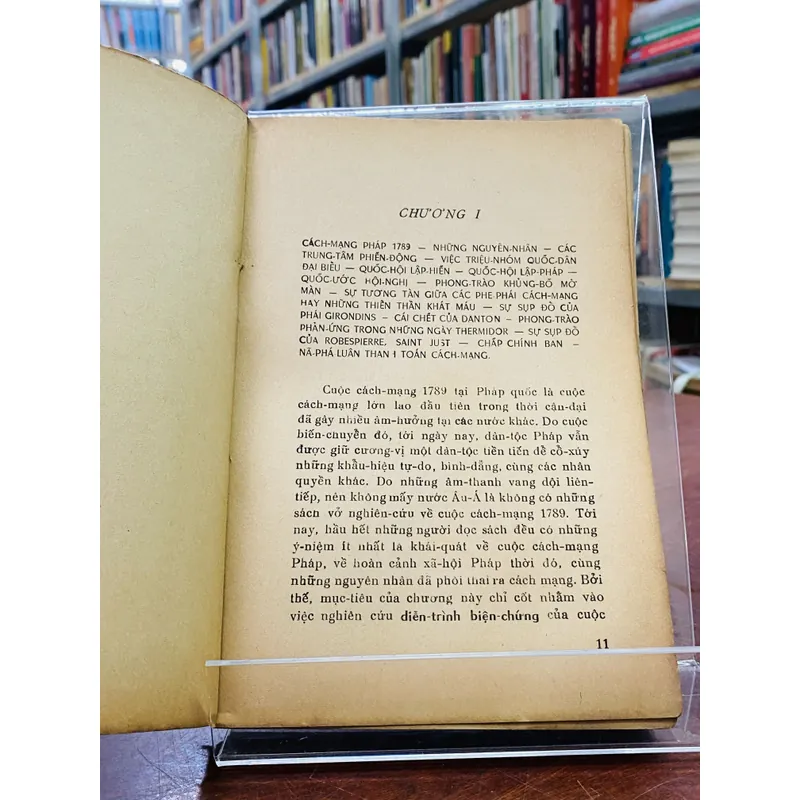 CHƯƠNG I
CÁCH-MẠNG PHÁP 1789 — NHỮNG NGUYÊN-NHÂN — CÁC
TRUNG-TÂM PHIẾN-ĐỘNG — VIỆC TRIỆU-NHÓM QUỐC-DÂN
ĐẠI BIỂU — QUỐC-HỘI LẬP-HIẾN — QUỐC-HỘI LẬP-PHÁP —
QUỐC-ƯỚC HỘI-NGHỊ — PHONG-TRÀO KHỦNG-BỐ MỞ
MÀN — SỰ TƯƠNG TÀN GIỮA CÁC PHE-PHÁI CÁCH-MẠNG
HAY NHỮNG THIÊN THẦN KHÁT MÁU — SỰ SỤP ĐỔ CỦA
PHÁI GIRONDINS — CÁI CHẾT CỦA DANTON — PHONG-TRÀO
PHẢN-ỨNG TRONG NHỮNG NGÀY THERMIDOR — SỰ SỤP ĐỔ
CỦA ROBESPIERRE, SAINT JUST — CHẤP CHÍNH BAN —
NÃ-PHÁ LUÂN THANH TOÁN CÁCH-MẠNG.
Cuộc cách-mạng 1789 tại Pháp quốc là cuộc
cách-mạng lớn lao đầu tiên trong thời cận-đại
đã gây nhiều âm-hưởng tại các nước khác. Do cuộc
biến-chuyển đó, tới ngày nay, dân-tộc Pháp vẫn
được giữ cương-vị một dân-tộc tiền tiến để cổ-xúy
những khẩu-hiệu tự-do, bình-đẳng, cùng các nhân
quyền khác. Do những âm-thanh vang dội liên-
tiếp, nên không mấy nước Âu-Á là không có những
sách vở nghiên-cứu về cuộc cách-mạng 1789. Tời
nay, hầu hết những người đọc sách đều có những
ý-niệm ít nhất là khái-quát về cuộc cách-mạng
Pháp, về hoàn cảnh xã-hội Pháp thời đó, cùng
những nguyên nhân đã phôi thai ra cách mạng. Bởi
thế, mục-tiêu của chương này chỉ cốt nhằm vào
việc nghiên cứu diễn-trình biện-chứng của cuộc
11